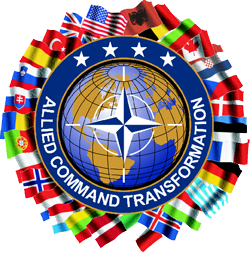 ALLIED COMMAND TRANSFORMATION